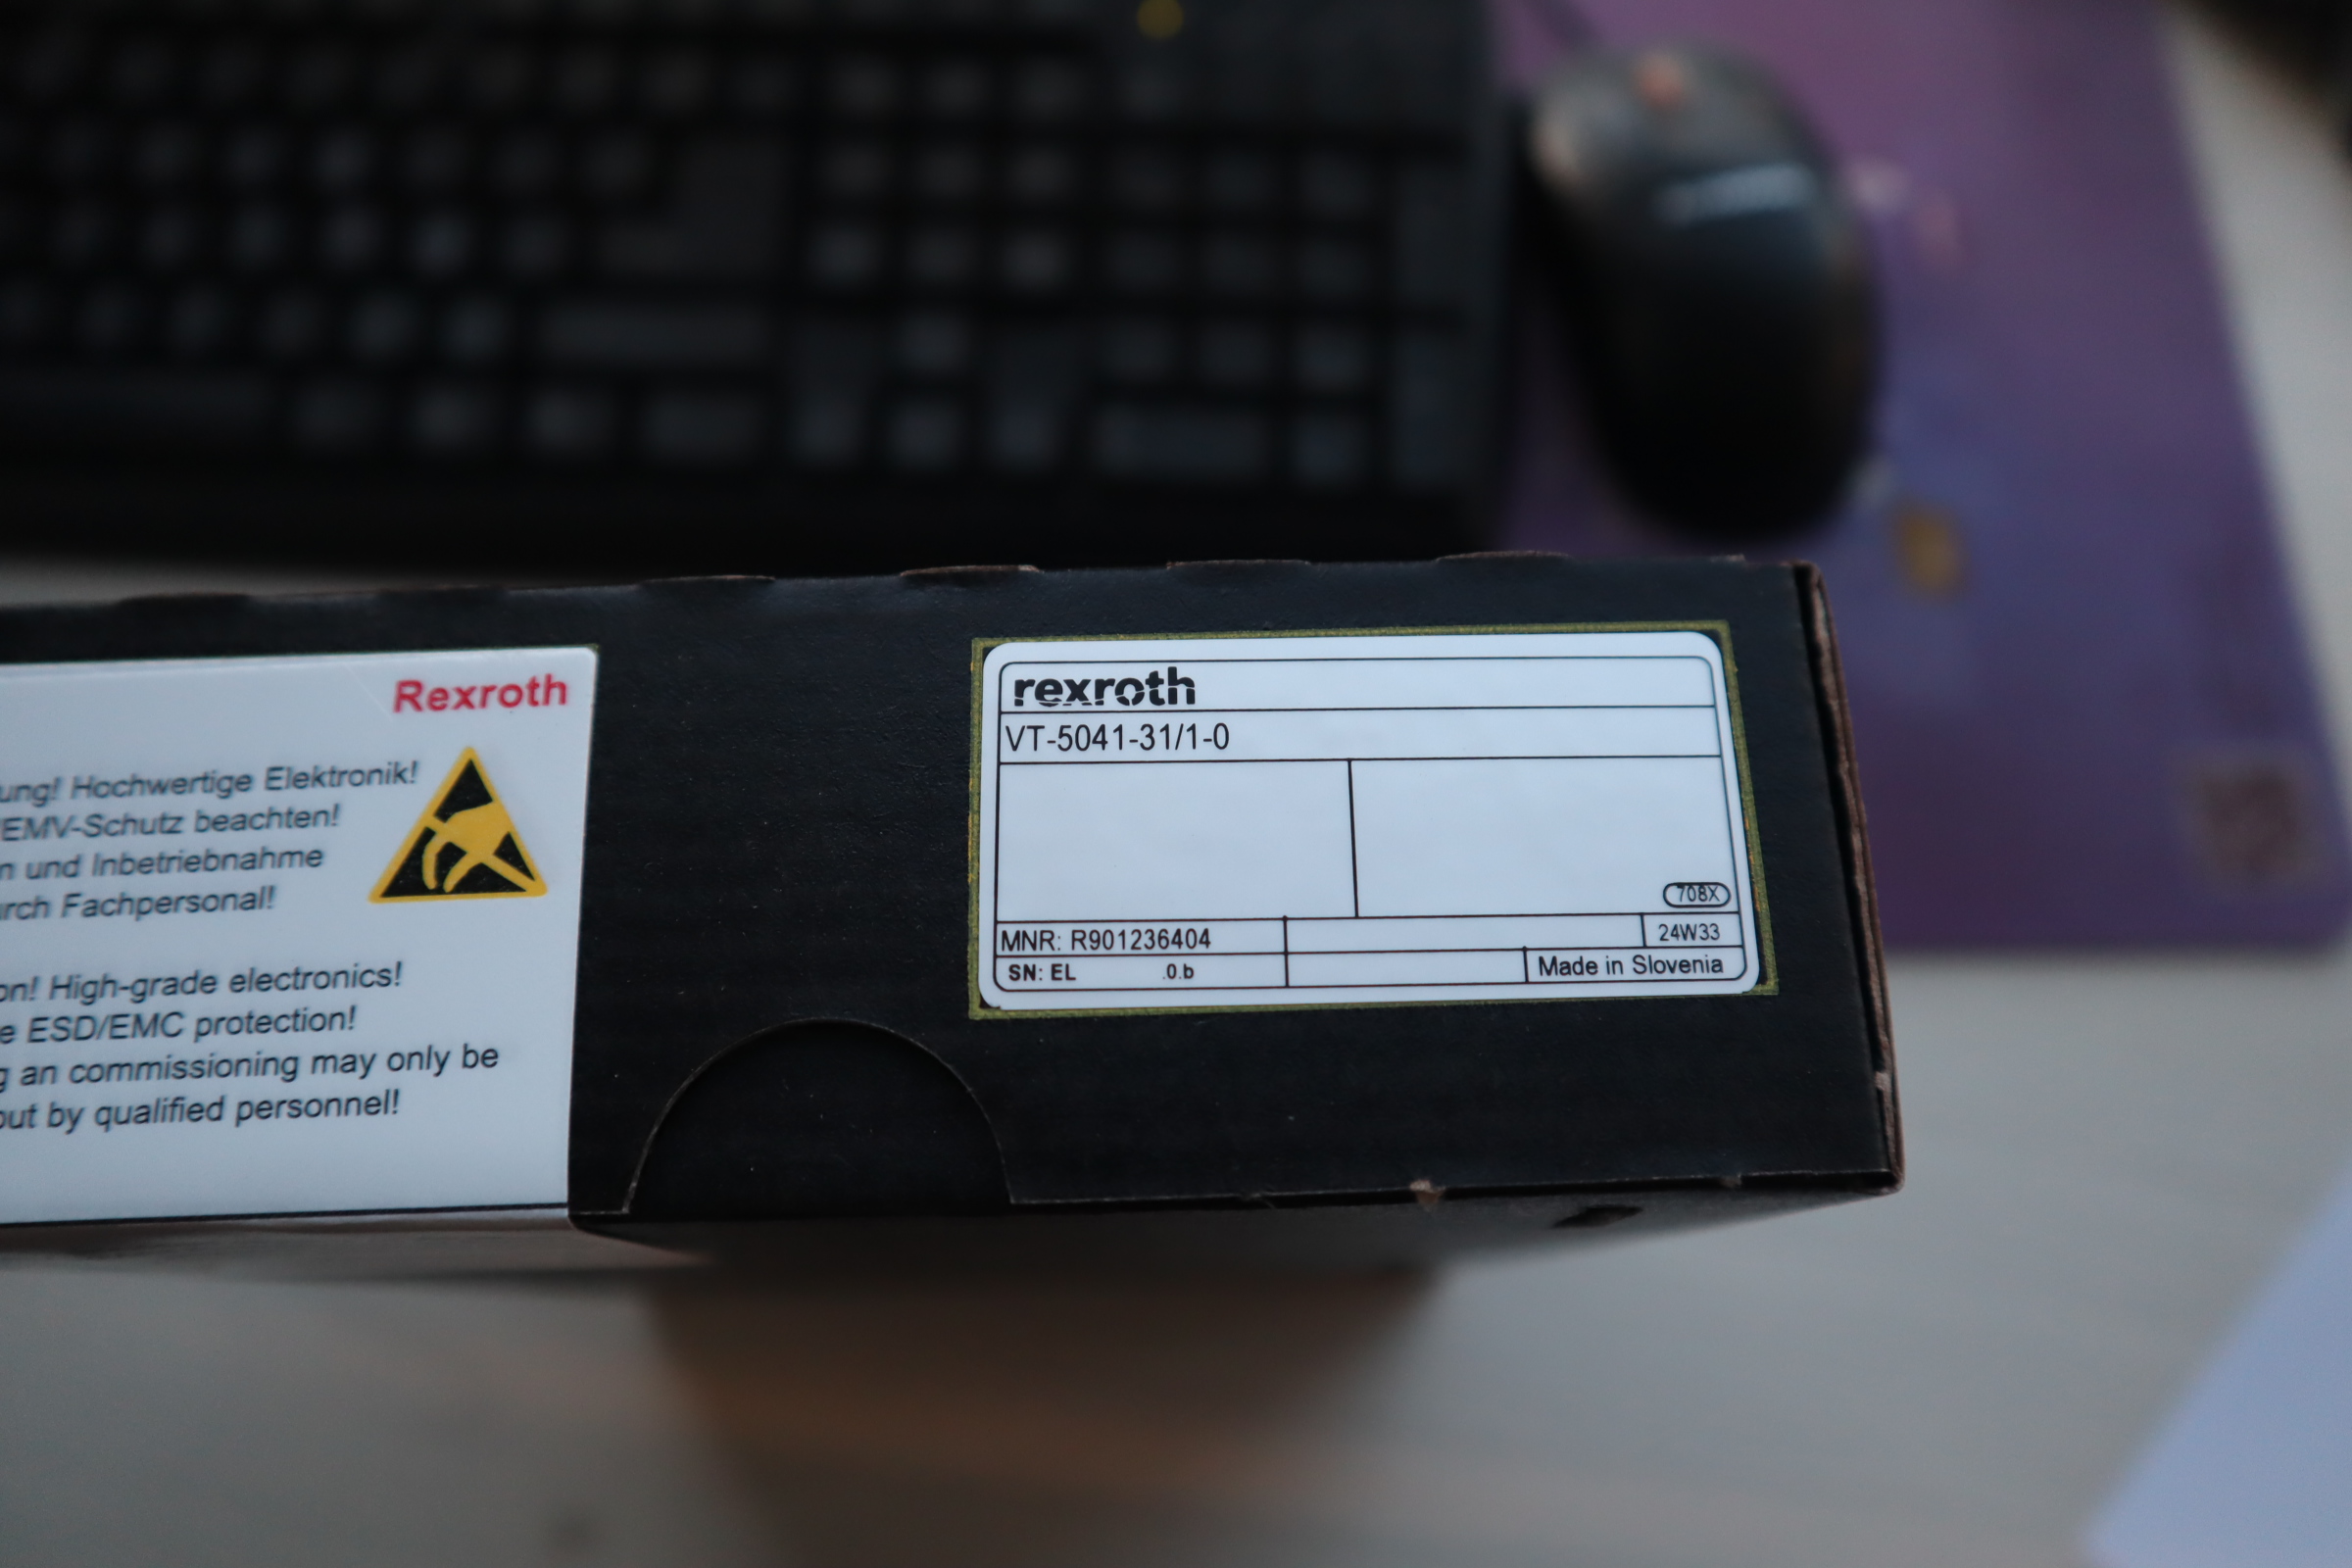 Rexroth
ung! Hochwertige Elektronik!
/EMV-Schutz beachten!
n und Inbetriebnahme
urch Fachpersonal!
on! High-grade electronics!
e ESD/EMC protection!
g an commissioning may only be
out by qualified personnel!
rexroth
VT-5041-31/1-0
708X
MNR: R901236404
24W33
SN: EL .0.b
Made in Slovenia